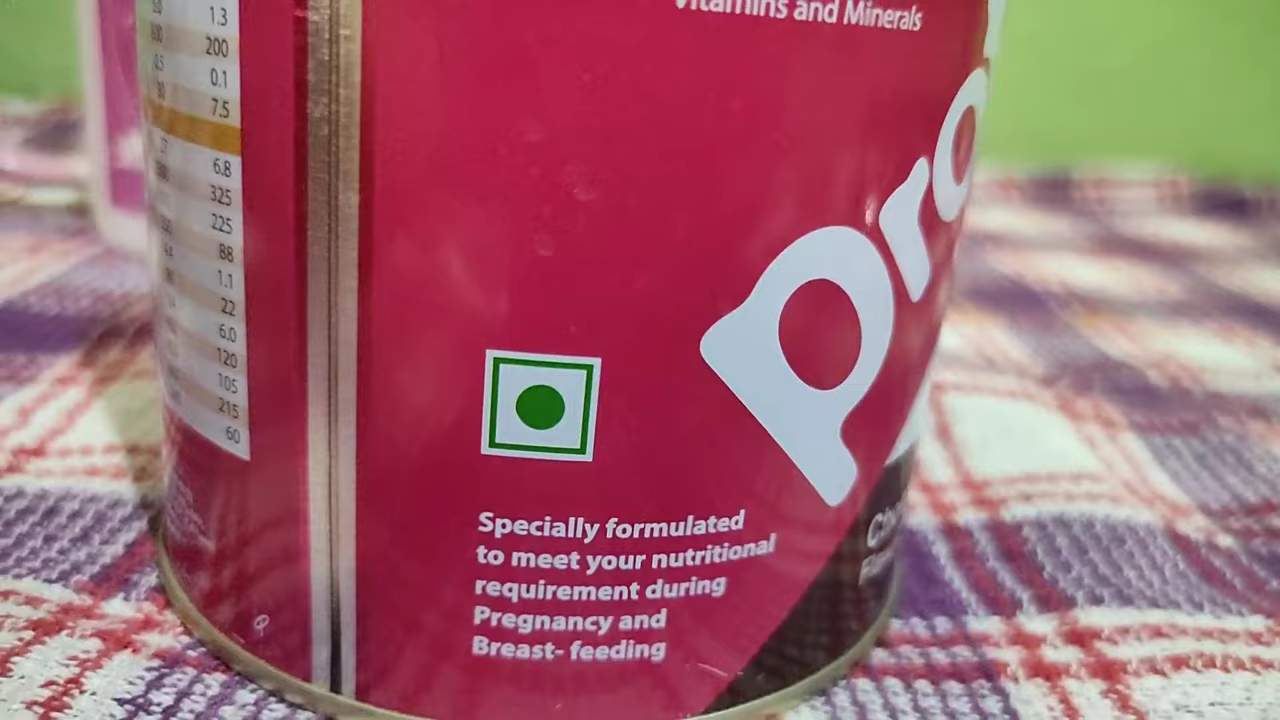 1.3
200
0.1
7.5
6.8
325
225
88
1.1
22
6.0
120
105
215
60
Vitamins and Minerals
pro
Specially formulated
to meet your nutritional
requirement during
Pregnancy and
Breast- feeding